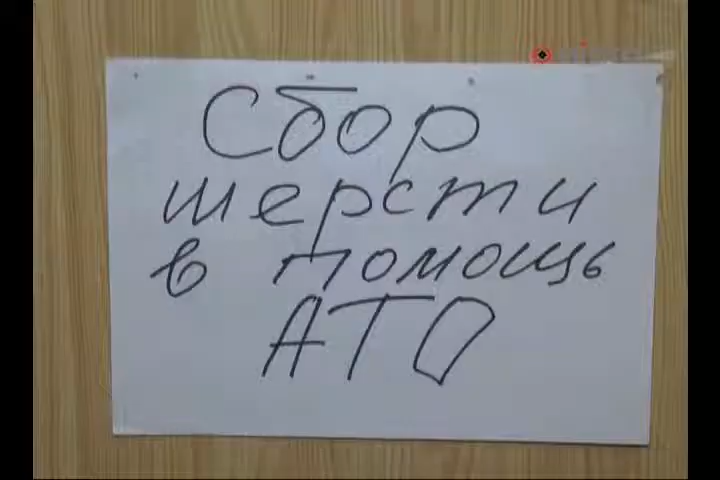 Сбор
шерсти
в помощь
АТО